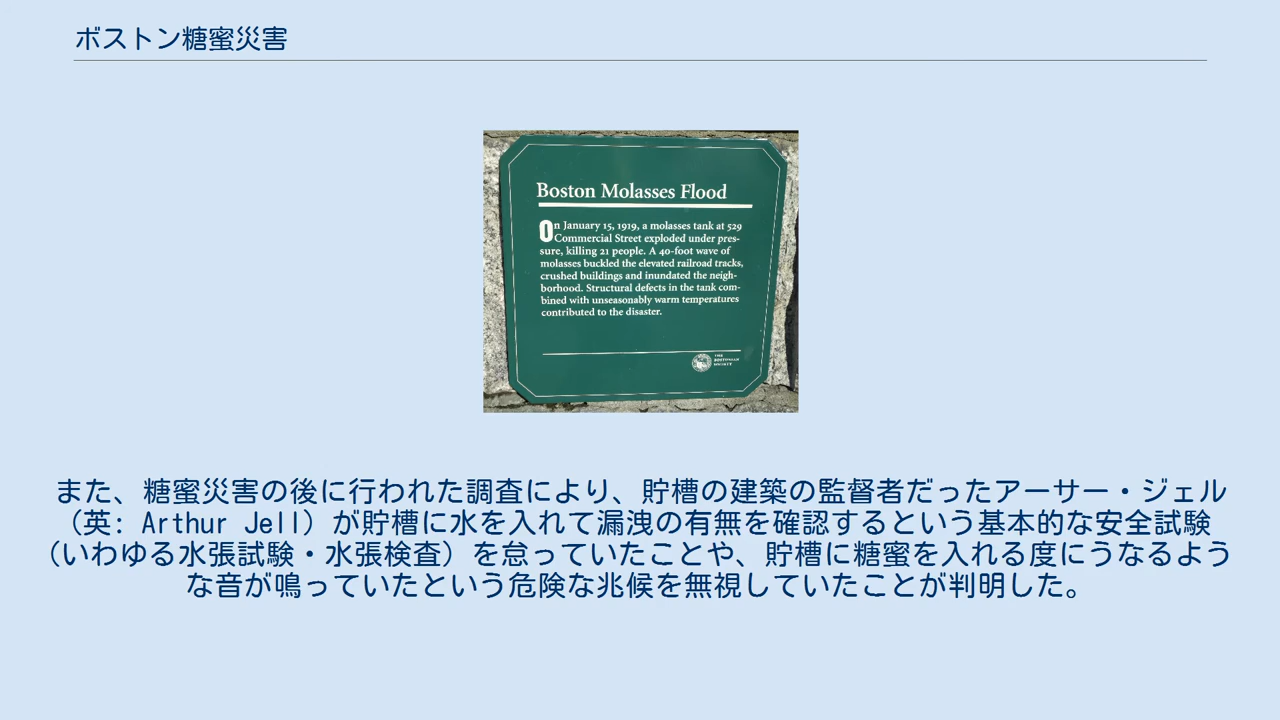 ボストン糖蜜災害
Boston Molasses Flood
On January 15, 1919, a molasses tank at 529
Commercial Street exploded under pres-
sure, killing 21 people. A 40-foot wave of
molasses buckled the elevated railroad tracks,
crushed buildings and inundated the neigh-
borhood. Structural defects in the tank com-
bined with unseasonably warm temperatures
contributed to the disaster.
THE
BOSTONIAN
SOCIETY
また、糖蜜災害の後に行われた調査により、貯槽の建築の監督者だったアーサー・ジェル
（英: Arthur Jell）が貯槽に水を入れて漏洩の有無を確認するという基本的な安全試験
（いわゆる水張試験・水張検査）を怠っていたことや、貯槽に糖蜜を入れる度にうなるよう
な音が鳴っていたという危険な兆候を無視していたことが判明した。